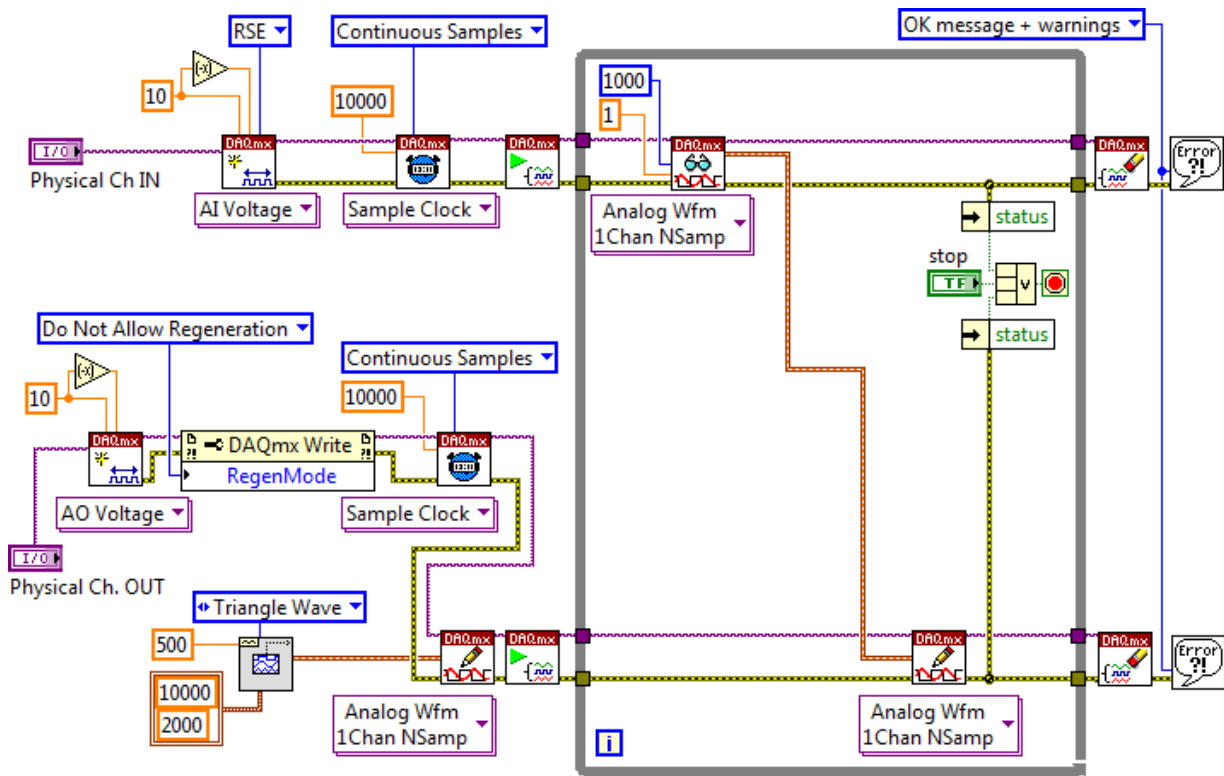 RSE
Continuous Samples
OK message + warnings
(-x)
10
10000
1000
1
I/O
Physical Ch IN
DAQmx
DAQmx
DAQmx
DAQmx
DAQmx
Error
?!
AI Voltage
Sample Clock
Analog Wfm
1Chan NSamp
status
stop
TF
v
status
Do Not Allow Regeneration
Continuous Samples
(-x)
10
10000
DAQmx
?!
DAQmx Write
?!
RegenMode
DAQmx
AO Voltage
Sample Clock
I/O
Physical Ch. OUT
Triangle Wave
500
10000
2000
DAQmx
DAQmx
DAQmx
DAQmx
Error
?!
Analog Wfm
1Chan NSamp
i
Analog Wfm
1Chan NSamp